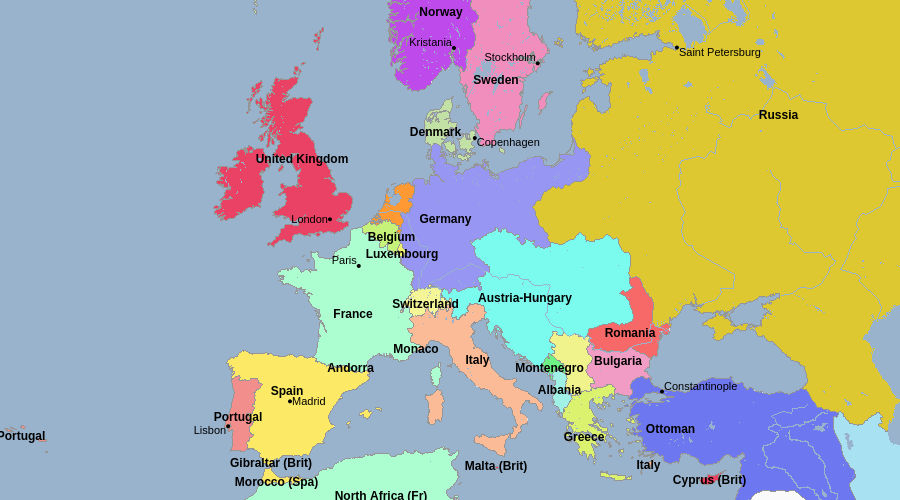 Norway
Kristania
Stockholm
Saint Petersburg
Sweden
Russia
Denmark
Copenhagen
United Kingdom
London
Germany
Belgium
Luxembourg
Paris
Switzerland
Austria-Hungary
France
Romania
Monaco
Italy
Bulgaria
Andorra
Montenegro
Constantinople
Albania
Spain
Madrid
Portugal
Lisbon
Ottoman
Portugal
Greece
Gibraltar (Brit)
Malta (Brit)
Italy
Morocco (Spa)
Cyprus (Brit)
North Africa (Fr)